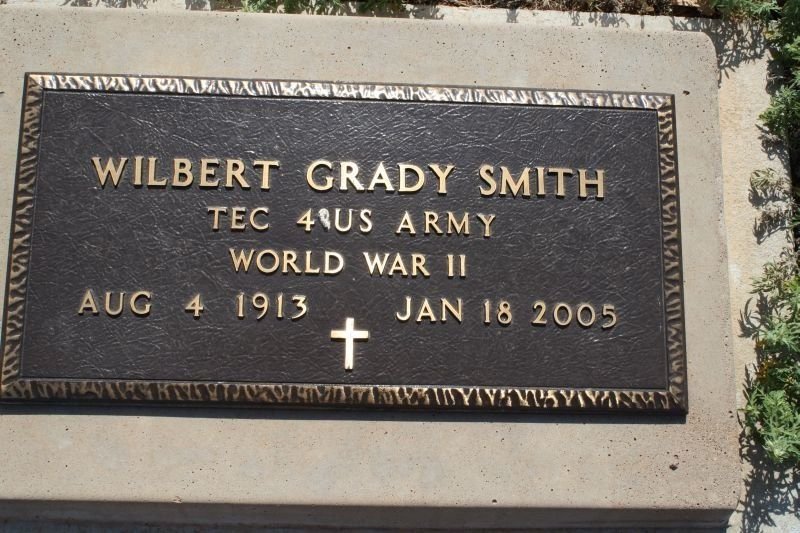 WILBERT GRADY SMITH
TEC 4 US ARMY
WORLD WAR II
AUG 4 1913 JAN 18 2005